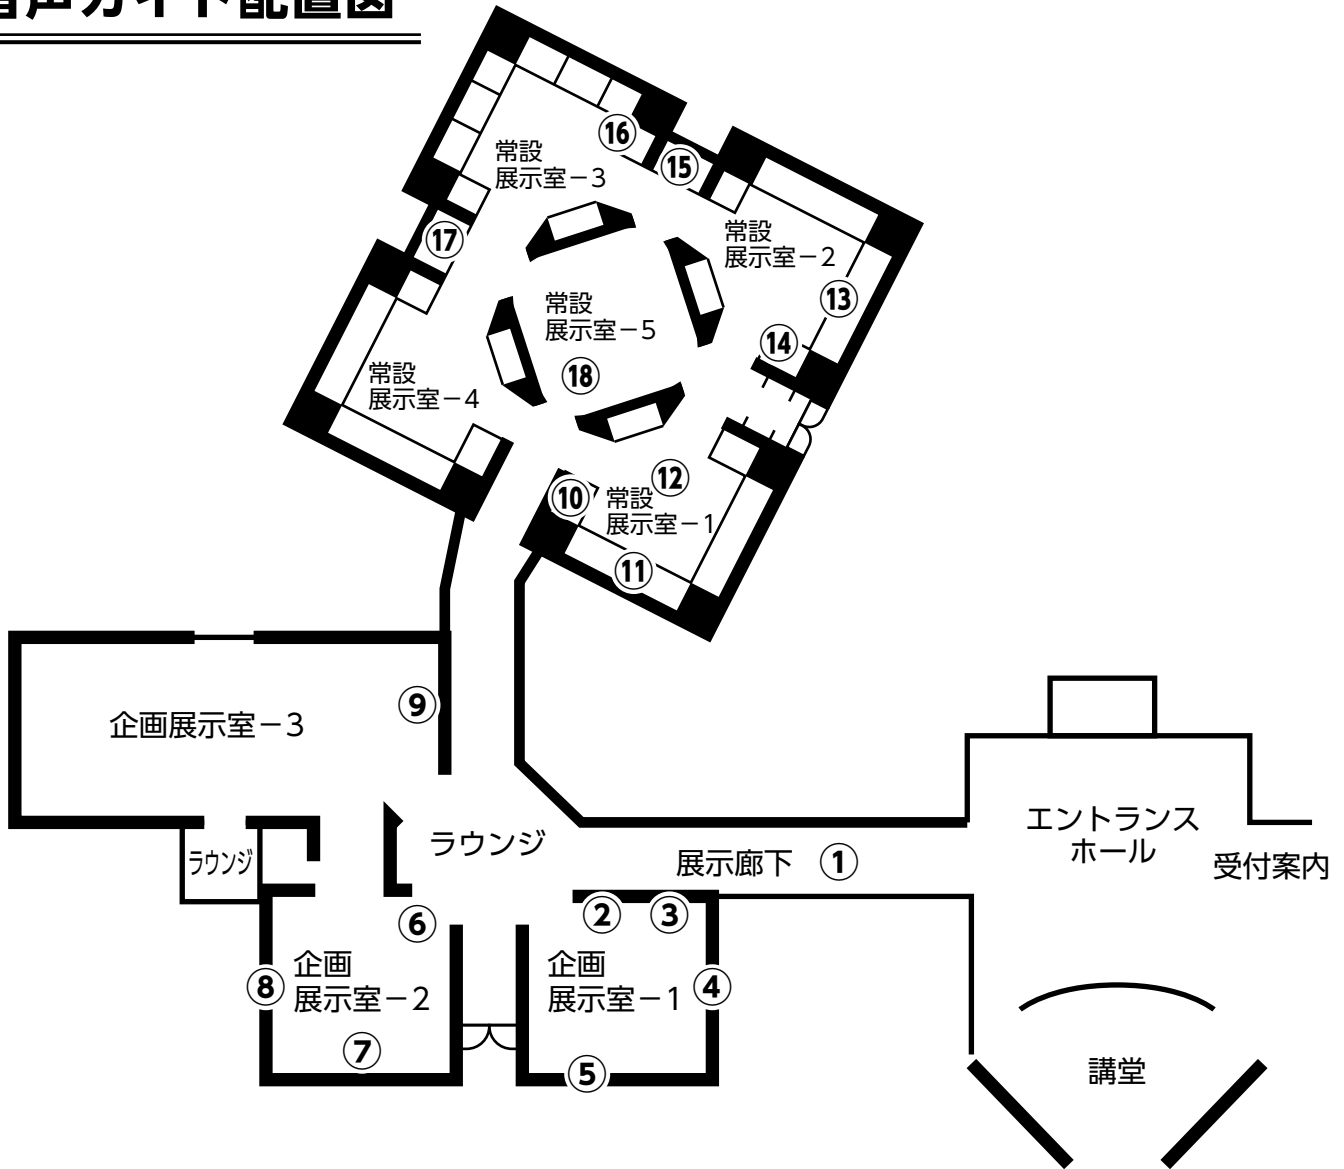 音声ガイド配置図
⑯
常設
展示室－3
⑮
⑰
常設
展示室－2
⑬
常設
展示室－5
⑭
⑱
常設
展示室－4
⑫
⑩
常設
展示室－1
⑪
⑨
企画展示室－3
エントランス
ホール
ラウンジ
ラウンジ
展示廊下
①
受付案内
⑥
②
③
企画
展示室－2
⑧
企画
展示室－1
④
⑦
⑤
講堂